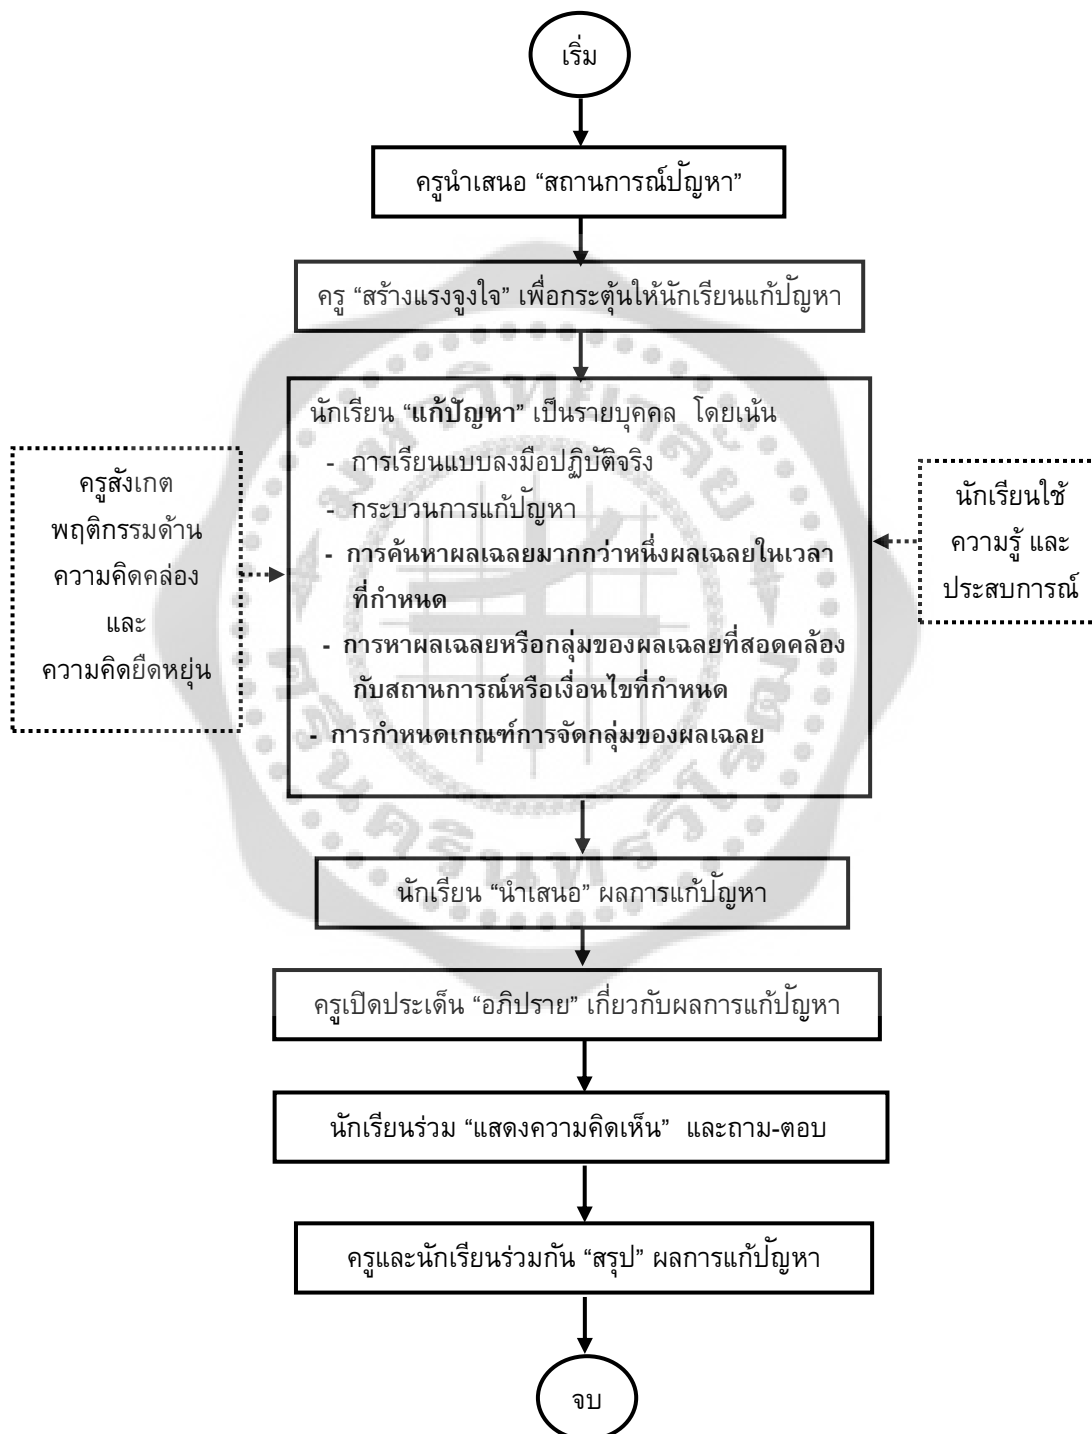 เริ่ม
ครูนำเสนอ “สถานการณ์ปัญหา”
ครู “สร้างแรงจูงใจ” เพื่อกระตุ้นให้นักเรียนแก้ปัญหา
นักเรียน “แก้ปัญหา” เป็นรายบุคคล โดยเน้น
- การเรียนแบบลงมือปฏิบัติจริง
- กระบวนการแก้ปัญหา
- การค้นหาผลเฉลยมากกว่าหนึ่งผลเฉลยในเวลา
ที่กำหนด
- การหาผลเฉลยหรือกลุ่มของผลเฉลยที่สอดคล้อง
กับสถานการณ์หรือเงื่อนไขที่กำหนด
- การกำหนดเกณฑ์การจัดกลุ่มของผลเฉลย
ครูสังเกต
พฤติกรรมด้าน
ความคิดคล่อง
และ
ความคิดยืดหยุ่น
นักเรียนใช้
ความรู้ และ
ประสบการณ์
นักเรียน “นำเสนอ” ผลการแก้ปัญหา
ครูเปิดประเด็น “อภิปราย” เกี่ยวกับผลการแก้ปัญหา
นักเรียนร่วม “แสดงความคิดเห็น” และถาม-ตอบ
ครูและนักเรียนร่วมกัน “สรุป” ผลการแก้ปัญหา
จบ
มหาวิทยาลัย
ศรีนครินทรวิโรฒ